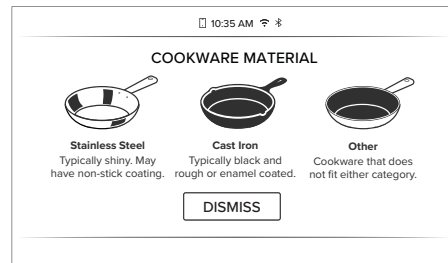 10:35 AM
COOKWARE MATERIAL
Stainless Steel
Typically shiny. May
have non-stick coating.
Cast Iron
Typically black and
rough or enamel coated.
Other
Cookware that does
not fit either category.
DISMISS